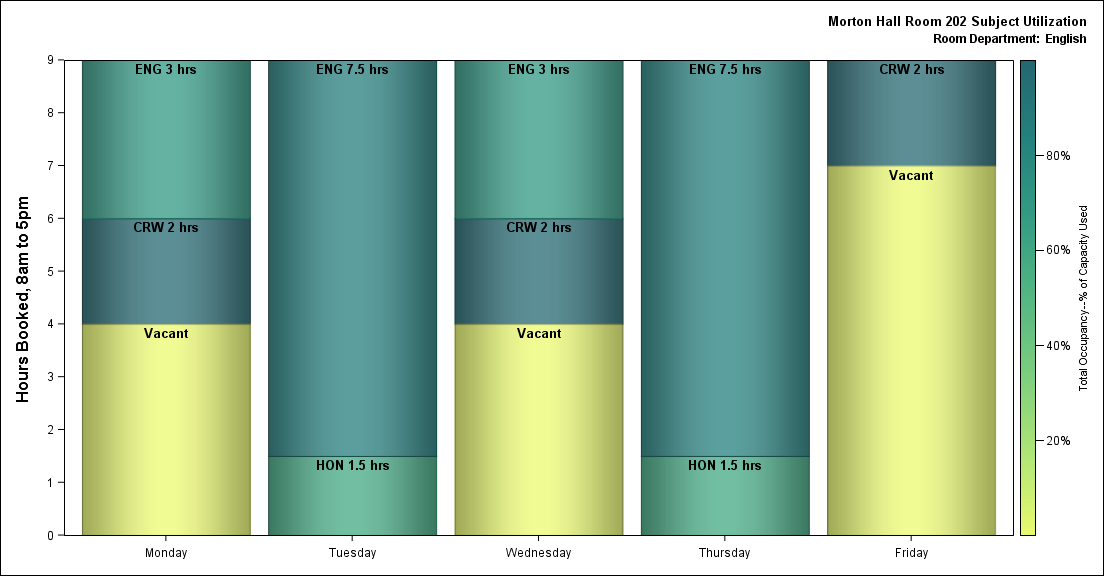 Morton Hall Room 202 Subject Utilization
Room Department: English
Hours Booked, 8am to 5pm
9
8
7
6
5
4
3
2
1
0
ENG 3 hrs
CRW 2 hrs
Vacant
ENG 7.5 hrs
HON 1.5 hrs
ENG 3 hrs
CRW 2 hrs
Vacant
ENG 7.5 hrs
HON 1.5 hrs
CRW 2 hrs
Vacant
Monday
Tuesday
Wednesday
Thursday
Friday
80%
60%
40%
20%
Total Occupancy--% of Capacity Used